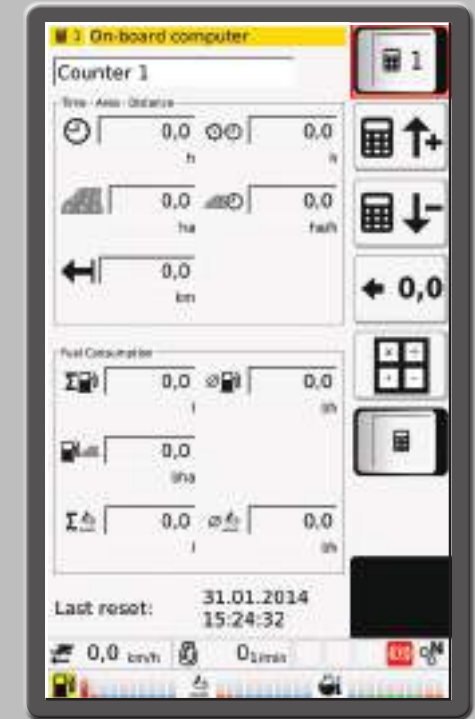 1 On-board computer
1
Counter 1
Time - Area - Distance
0,0 0,0
h h
0,0 0,0
ha ha/h
0,0
km
0,0
Fuel Consumption
Σ 0,0 ø 0,0
l l/h
0,0
l/ha
Σ 0,0 ø 0,0
l l/h
Last reset: 31.01.2014
15:24:32
0,0 km/h 0 1/min N